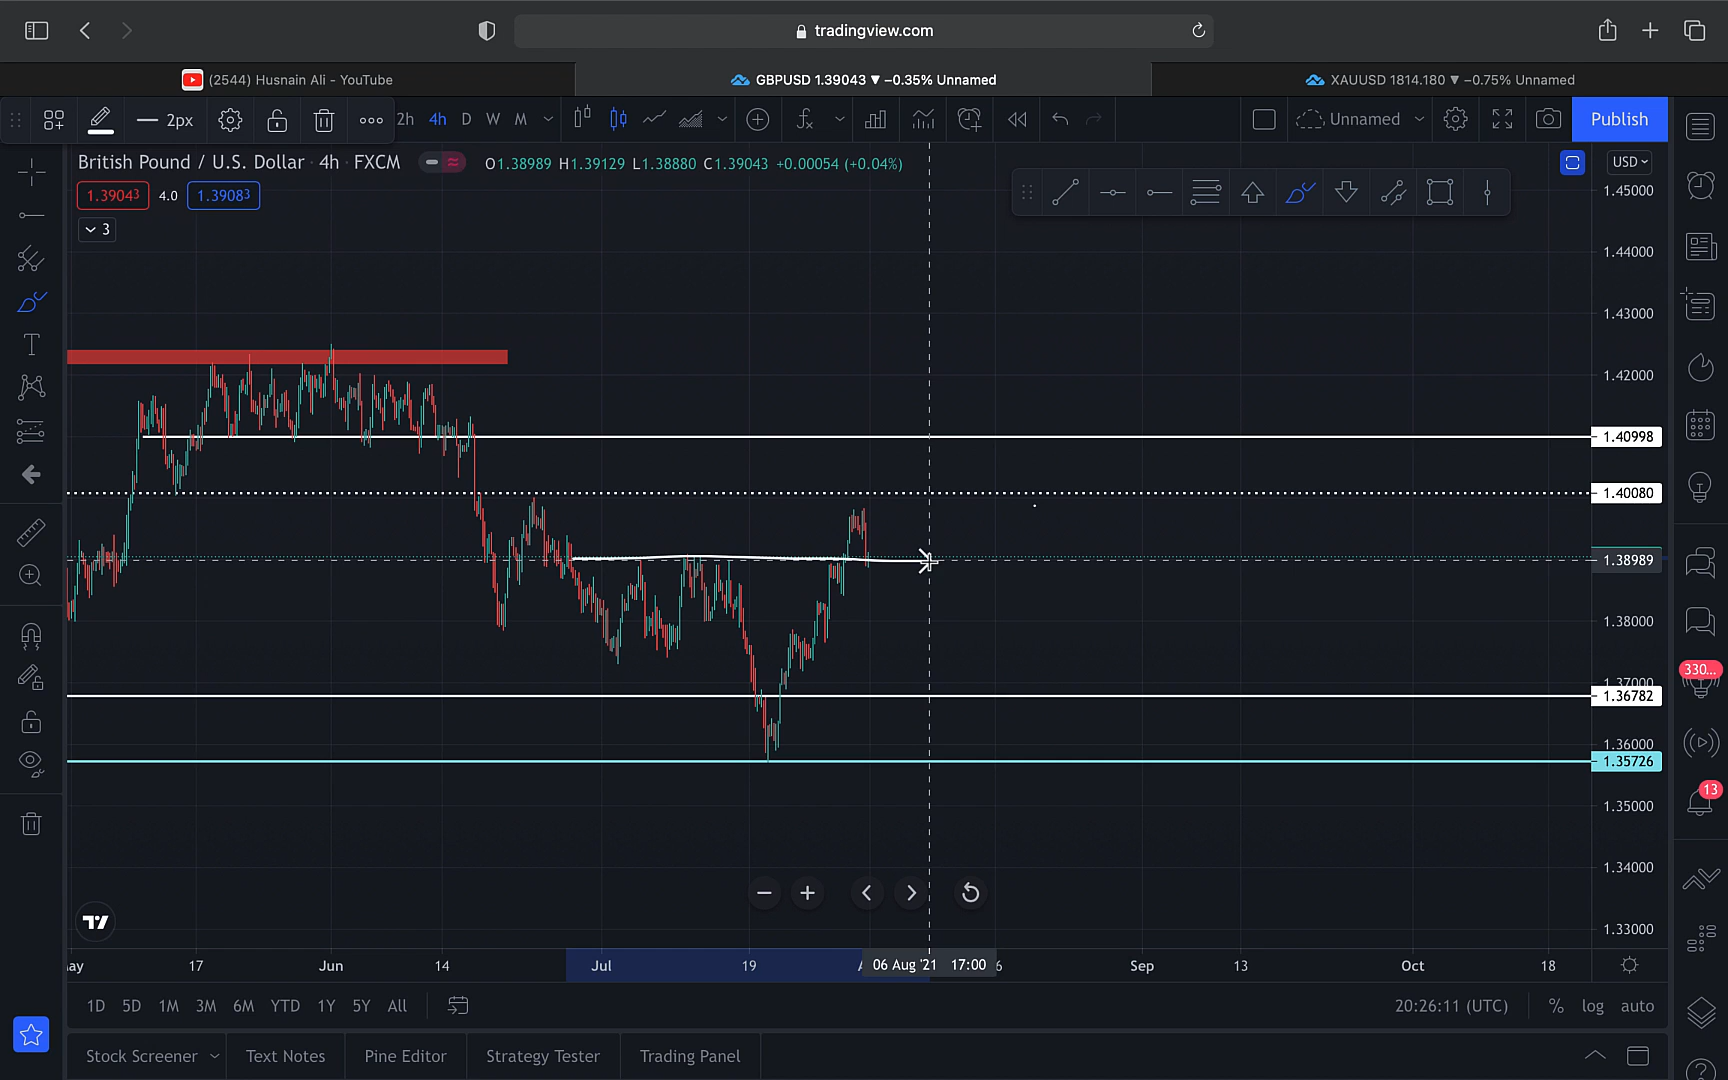 tradingview.com
(2544) Husnain Ali - YouTube
GBPUSD 1.39043 ▼ −0.35% Unnamed
XAUUSD 1814.180 ▼ −0.75% Unnamed
2px
2h 4h D W M
Unnamed
Publish
British Pound / U.S. Dollar · 4h · FXCM
O1.38989 H1.39129 L1.38880 C1.39043 +0.00054 (+0.04%)
USD
1.39043 4.0 1.39083
3
1.45000
1.44000
1.43000
1.42000
1.40998
1.40080
1.38989
1.38000
1.37000
1.36782
1.36000
1.35726
1.35000
1.34000
1.33000
330...
13
17 Jun 14 Jul 19 06 Aug '21 17:00 6 Sep 13 Oct 18
1D 5D 1M 3M 6M YTD 1Y 5Y All
20:26:11 (UTC) % log auto
Stock Screener Text Notes Pine Editor Strategy Tester Trading Panel